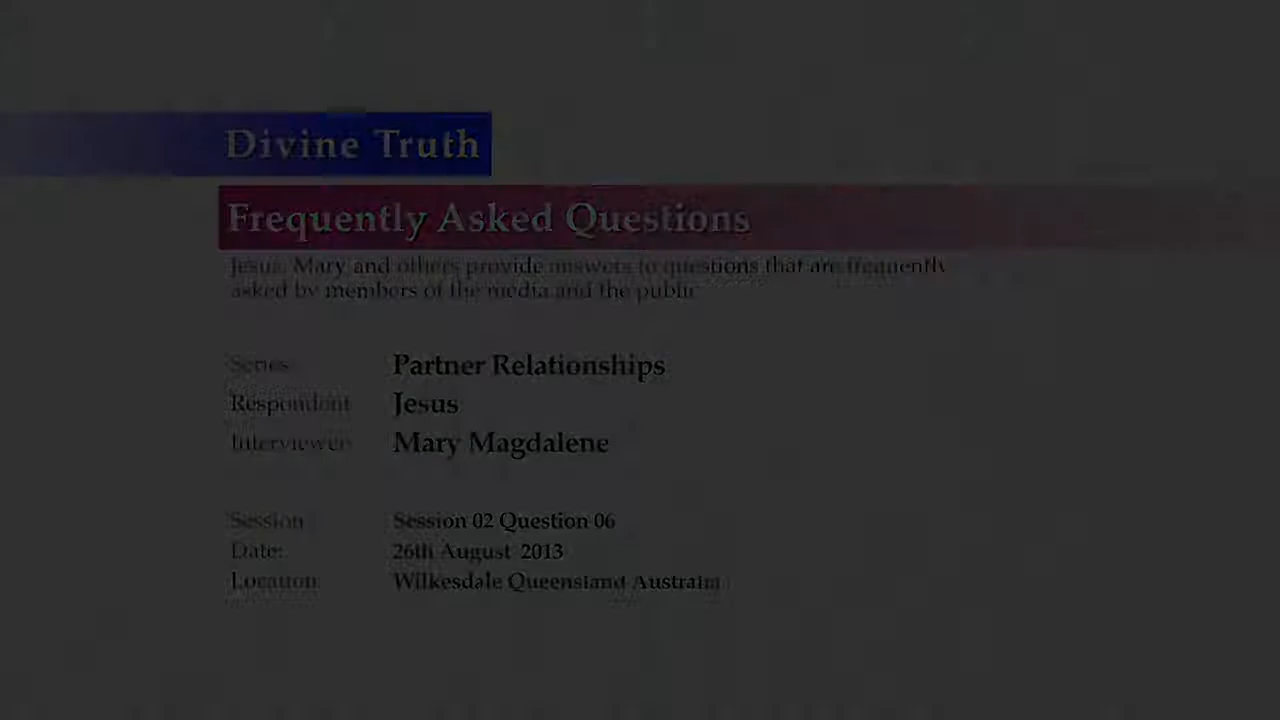 Divine Truth
Frequently Asked Questions
Jesus, Mary and others provide answers to questions that are frequently
asked by members of the media and the public
Series
Partner Relationships
Respondent
Jesus
Interviewer
Mary Magdalene
Session
Session 02 Question 06
Date:
26th August 2013
Location
Wilkesdale Queensland Australia